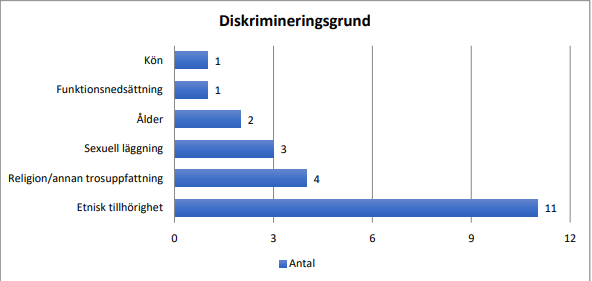 Diskrimineringsgrund
Kön 1
Funktionsnedsättning 1
Ålder 2
Sexuell läggning 3
Religion/annan trosuppfattning 4
Etnisk tillhörighet 11
0 3 6 9 12
Antal